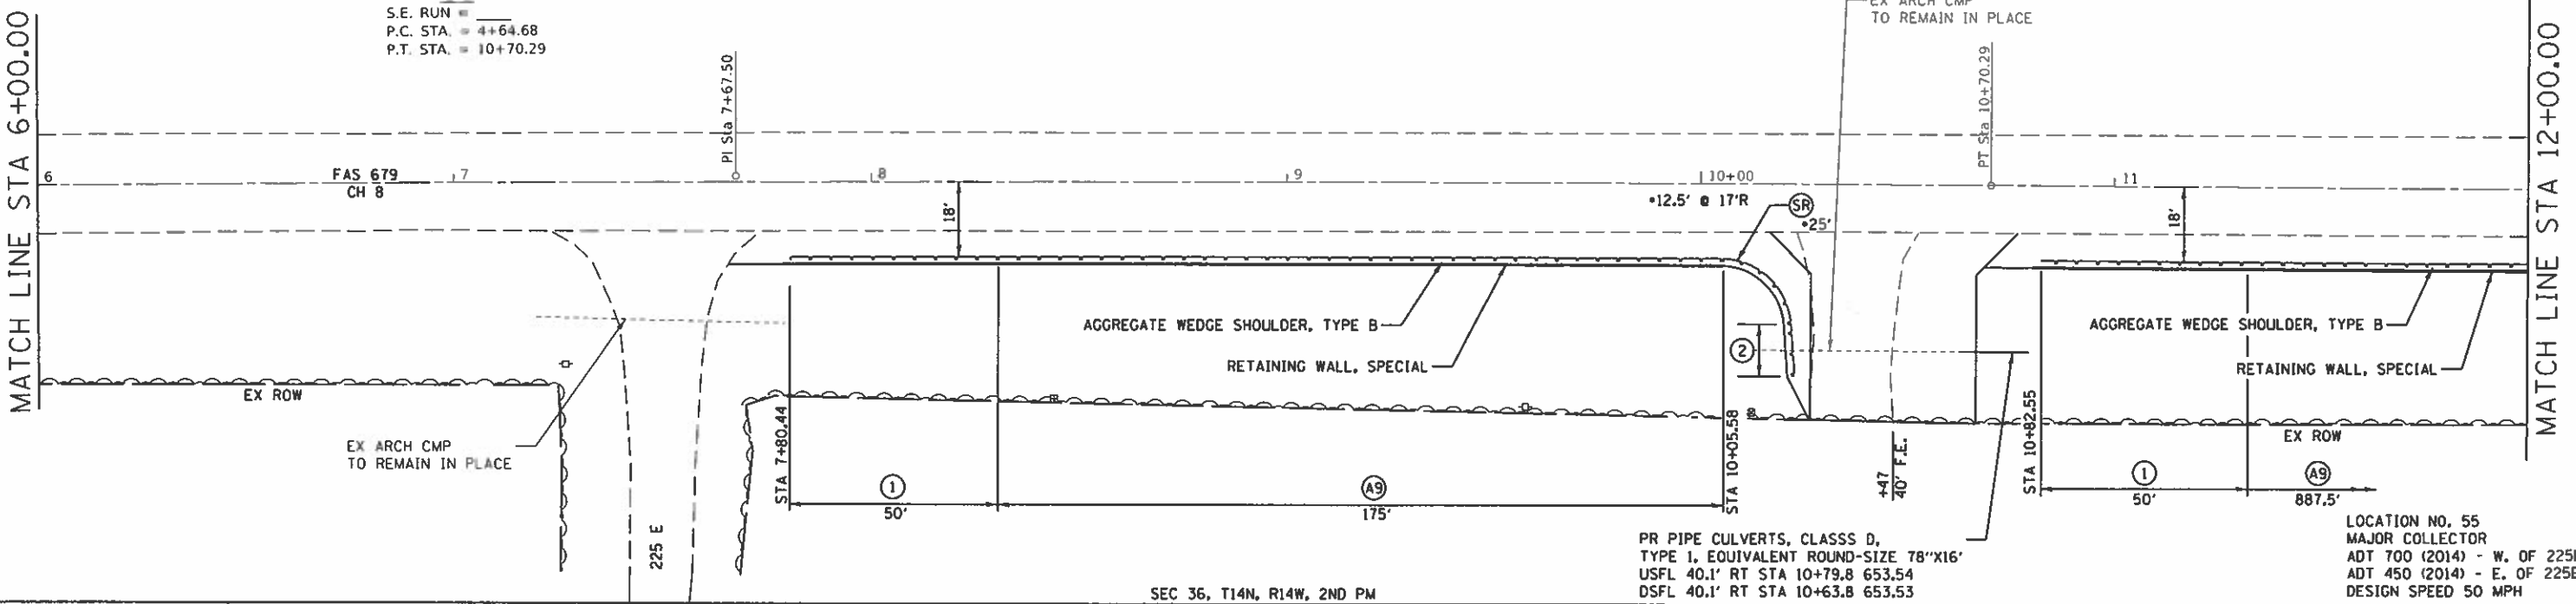 MATCH LINE STA 6+00.00
S.E. RUN =
P.C. STA. = 4+64.68
P.T. STA. = 10+70.29
EX ARCH CMP
TO REMAIN IN PLACE
PI Sta 7+67.50
PT Sta 10+70.29
MATCH LINE STA 12+00.00
6
FAS 679
CH 8
7
8
9
10+00
11
18'
*12.5' @ 17'R
SR
*25'
18'
AGGREGATE WEDGE SHOULDER, TYPE B
RETAINING WALL, SPECIAL
2
AGGREGATE WEDGE SHOULDER, TYPE B
RETAINING WALL, SPECIAL
EX ROW
EX ARCH CMP
TO REMAIN IN PLACE
225 E
STA 7+80.44
1
50'
A9
175'
STA 10+05.58
+47
40' F.E.
STA 10+82.55
EX ROW
1
50'
A9
887.5'
PR PIPE CULVERTS, CLASSS D,
TYPE 1, EQUIVALENT ROUND-SIZE 78"X16'
USFL 40.1' RT STA 10+79.8 653.54
DSFL 40.1' RT STA 10+63.8 653.53
SEC 36, T14N, R14W, 2ND PM
LOCATION NO. 55
MAJOR COLLECTOR
ADT 700 (2014) - W. OF
ADT 450 (2014) - E. OF
DESIGN SPEED 50 MPH